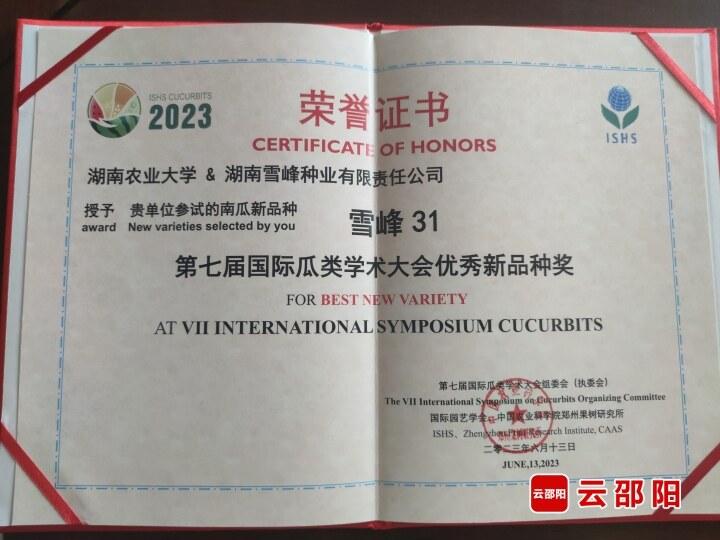 ISHS CUCURBITS
2023
荣誉证书
CERTIFICATE OF HONORS
ISHS
湖南农业大学 & 湖南雪峰种业有限责任公司
授予 贵单位参试的南瓜新品种 雪峰 31
award New varieties selected by you
第七届国际瓜类学术大会优秀新品种奖
FOR BEST NEW VARIETY
AT VII INTERNATIONAL SYMPOSIUM CUCURBITS
第七届国际瓜类学术大会组委会（执委会）
The VII International Symposium on Cucurbits Organizing Committee
国际园艺学会、中国农业科学院郑州果树研究所
ISHS、Zhengzhou Fruit Research Institute, CAAS
二零二三年六月十三日
JUNE,13,2023
云邵阳 云邵阳